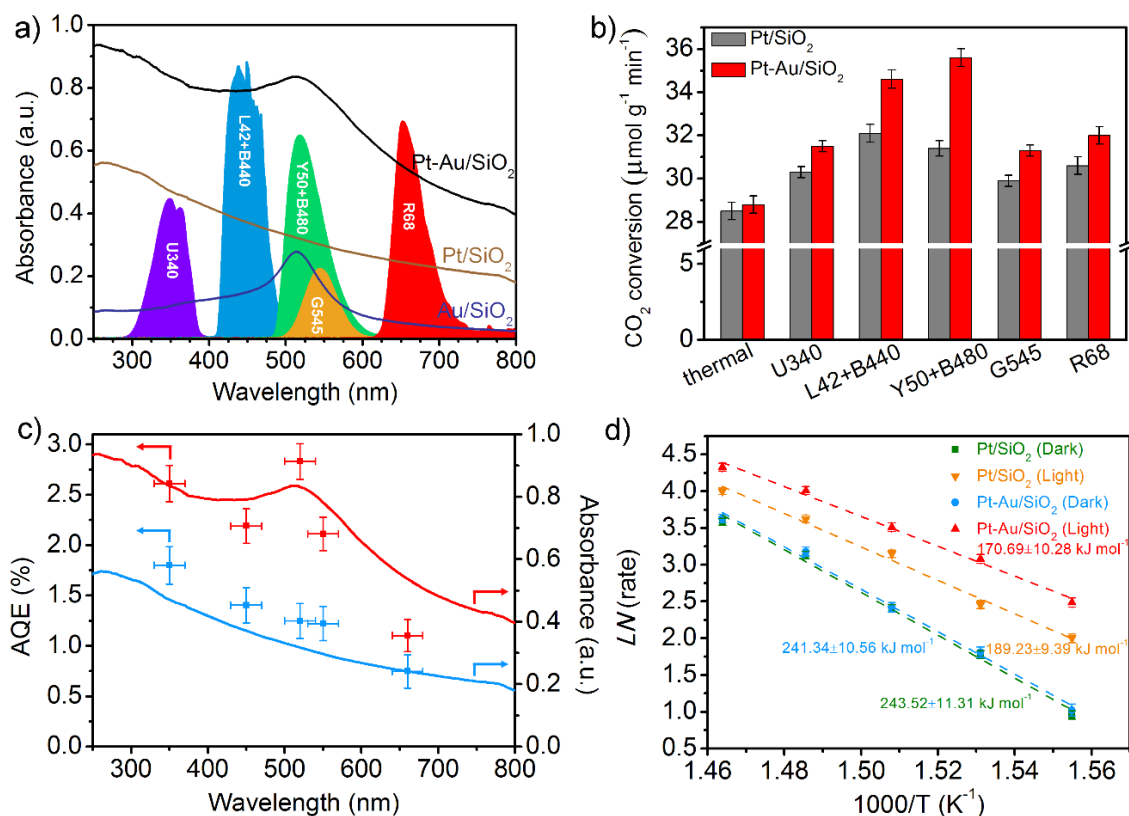 a)
1.0
0.8
0.6
0.4
0.2
0.0
Absorbance (a.u.)
U340
L42+B440
Y50+B480
G545
R68
Pt-Au/SiO₂
Pt/SiO₂
Au/SiO₂
300 400 500 600 700 800
Wavelength (nm)
b)
36
34
32
30
28
5
0
CO₂ conversion (μmol g⁻¹ min⁻¹)
Pt/SiO₂
Pt-Au/SiO₂
thermal
U340
L42+B440
Y50+B480
G545
R68
c)
3.0
2.5
2.0
1.5
1.0
0.5
0.0
AQE (%)
1.0
0.8
0.6
0.4
0.2
0.0
Absorbance (a.u.)
300 400 500 600 700 800
Wavelength (nm)
d)
4.5
4.0
3.5
3.0
2.5
2.0
1.5
1.0
0.5
LN (rate)
Pt/SiO₂ (Dark)
Pt/SiO₂ (Light)
Pt-Au/SiO₂ (Dark)
Pt-Au/SiO₂ (Light)
170.69±10.28 kJ mol⁻¹
241.34±10.56 kJ mol⁻¹
189.23±9.39 kJ mol⁻¹
243.52±11.31 kJ mol⁻¹
1.46 1.48 1.50 1.52 1.54 1.56
1000/T (K⁻¹)